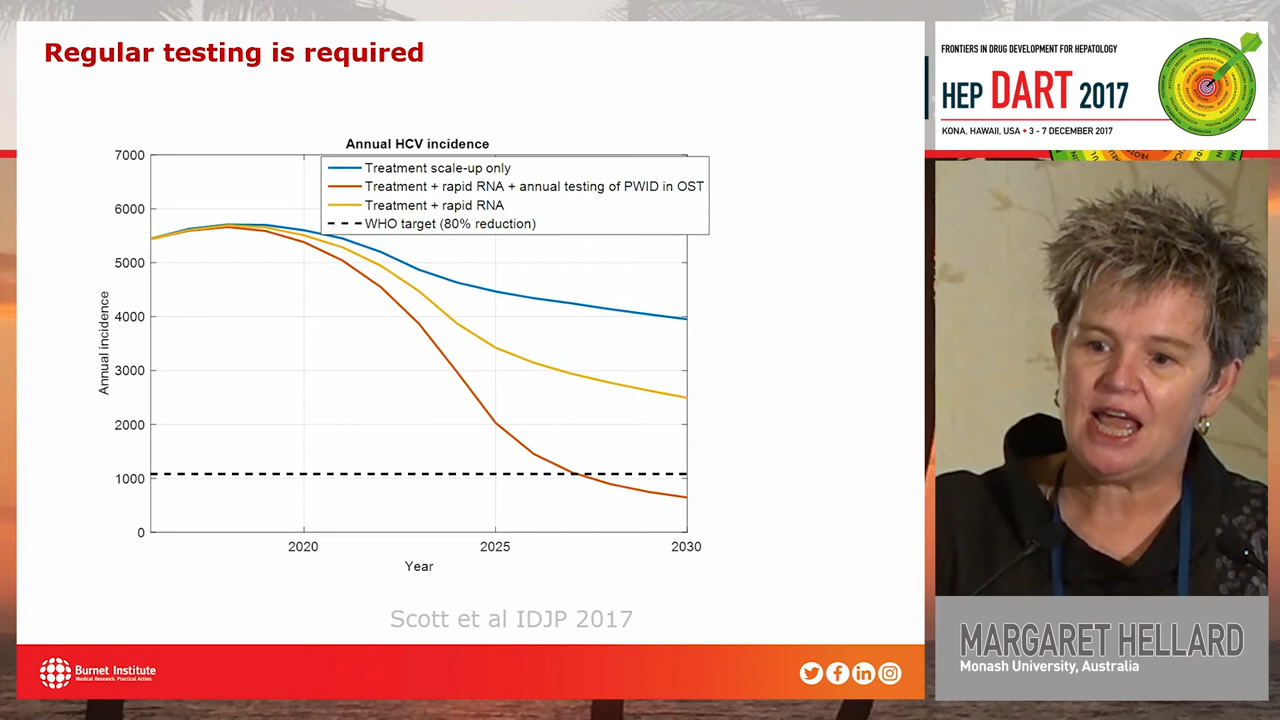 Regular testing is required
Annual HCV incidence
7000
6000
5000
4000
3000
2000
1000
0
Annual incidence
Treatment scale-up only
Treatment + rapid RNA + annual testing of PWID in OST
Treatment + rapid RNA
WHO target (80% reduction)
2020
2025
2030
Year
Scott et al IDJP 2017
Burnet Institute
Medical Research. Practical Action.
FRONTIERS IN DRUG DEVELOPMENT FOR HEPATOLOGY
HEP DART 2017
KONA, HAWAII, USA • 3 - 7 DECEMBER 2017
MARGARET HELLARD
Monash University, Australia